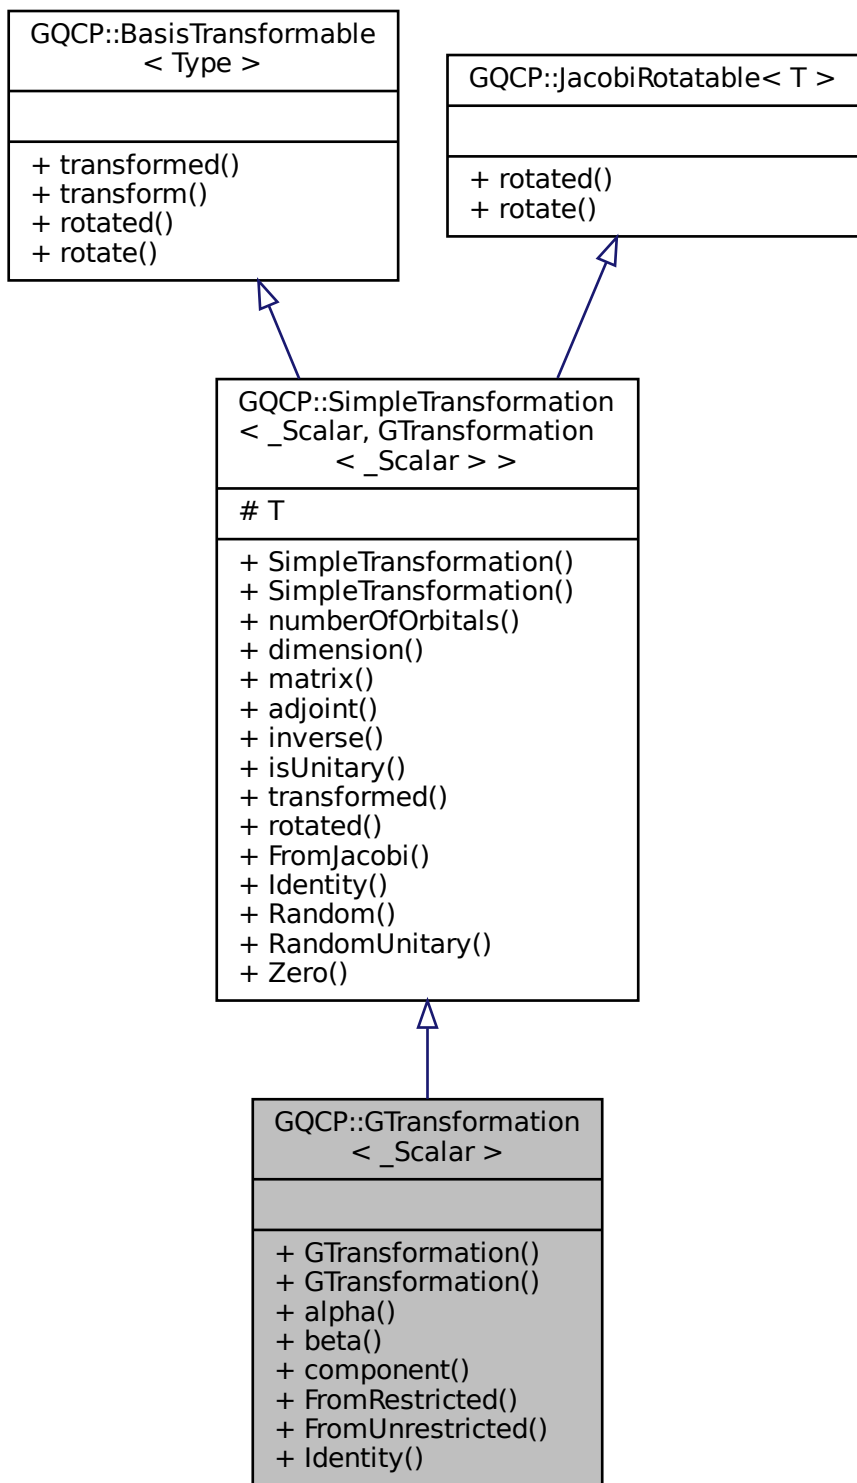 GQCP::BasisTransformable
< Type >
+ transformed()
+ transform()
+ rotated()
+ rotate()
GQCP::JacobiRotatable< T >
+ rotated()
+ rotate()
GQCP::SimpleTransformation
< _Scalar, GTransformation
< _Scalar > >
# T
+ SimpleTransformation()
+ SimpleTransformation()
+ numberOfOrbitals()
+ dimension()
+ matrix()
+ adjoint()
+ inverse()
+ isUnitary()
+ transformed()
+ rotated()
+ FromJacobi()
+ Identity()
+ Random()
+ RandomUnitary()
+ Zero()
GQCP::GTransformation
< _Scalar >
+ GTransformation()
+ GTransformation()
+ alpha()
+ beta()
+ component()
+ FromRestricted()
+ FromUnrestricted()
+ Identity()